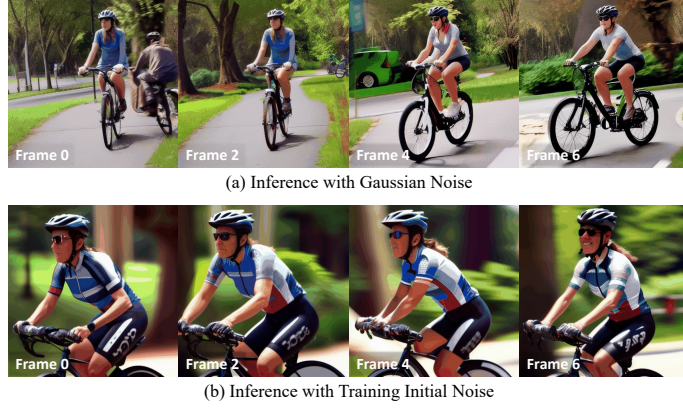 Frame 0
Frame 2
Frame 4
Frame 6
(a) Inference with Gaussian Noise
Frame 0
Frame 2
Frame 4
Frame 6
(b) Inference with Training Initial Noise